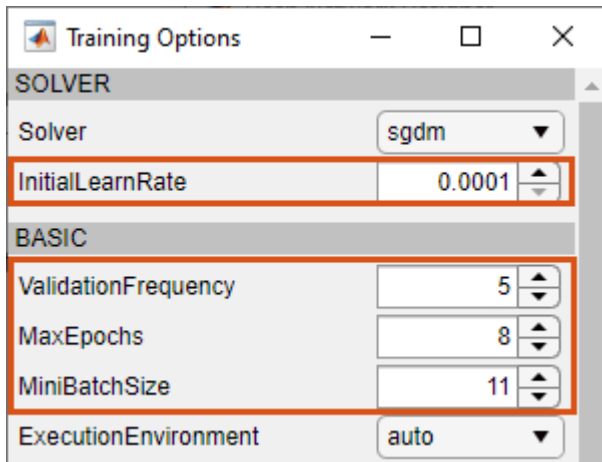 Training Options
SOLVER
Solver sgdm
InitialLearnRate 0.0001
BASIC
ValidationFrequency 5
MaxEpochs 8
MiniBatchSize 11
ExecutionEnvironment auto